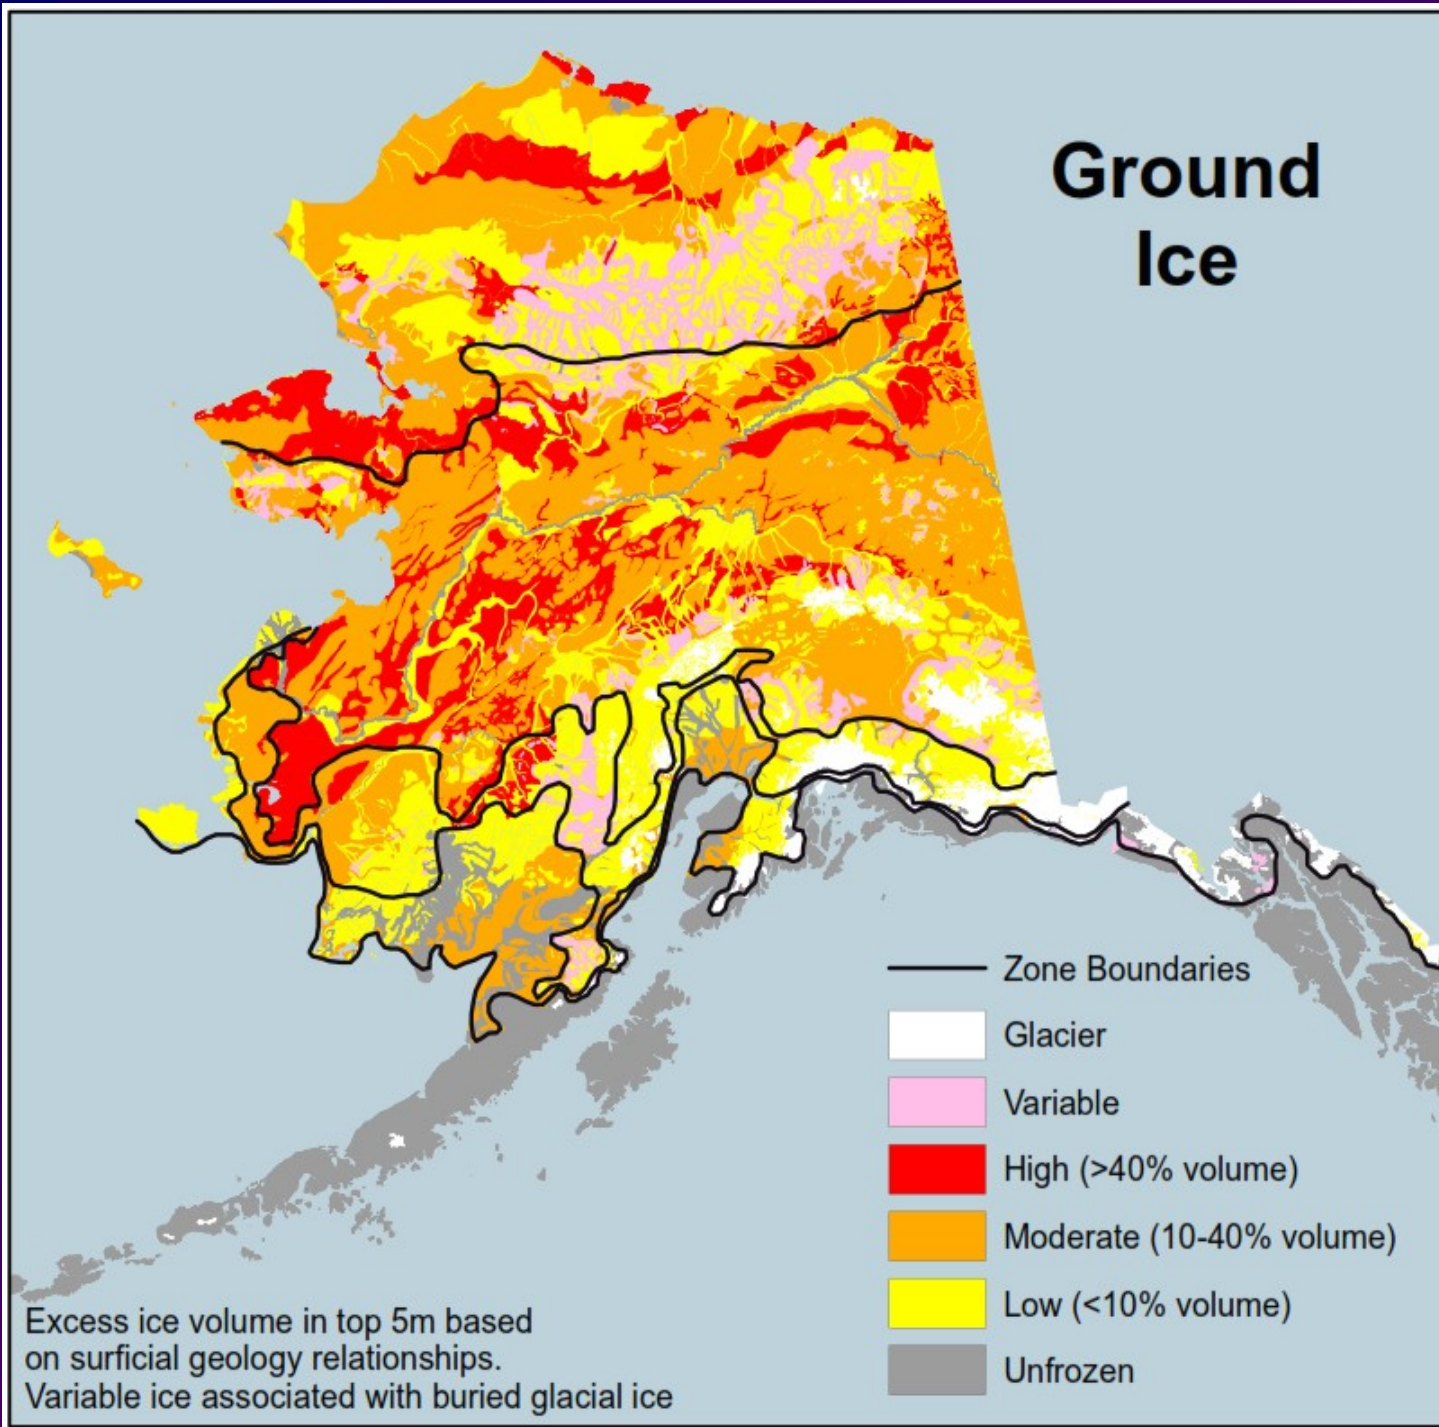 Ground
Ice
Zone Boundaries
Glacier
Variable
High (>40% volume)
Moderate (10-40% volume)
Low (<10% volume)
Unfrozen
Excess ice volume in top 5m based
on surficial geology relationships.
Variable ice associated with buried glacial ice